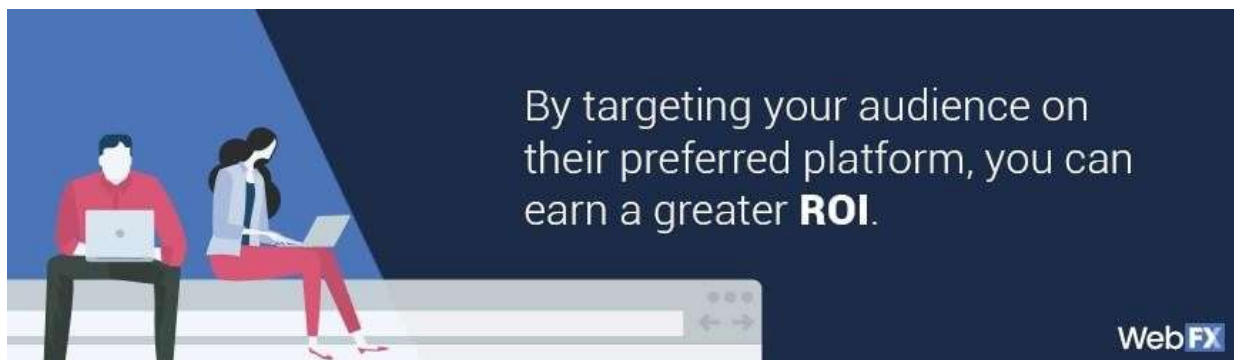 By targeting your audience on
their preferred platform, you can
earn a greater ROI.
WebFX